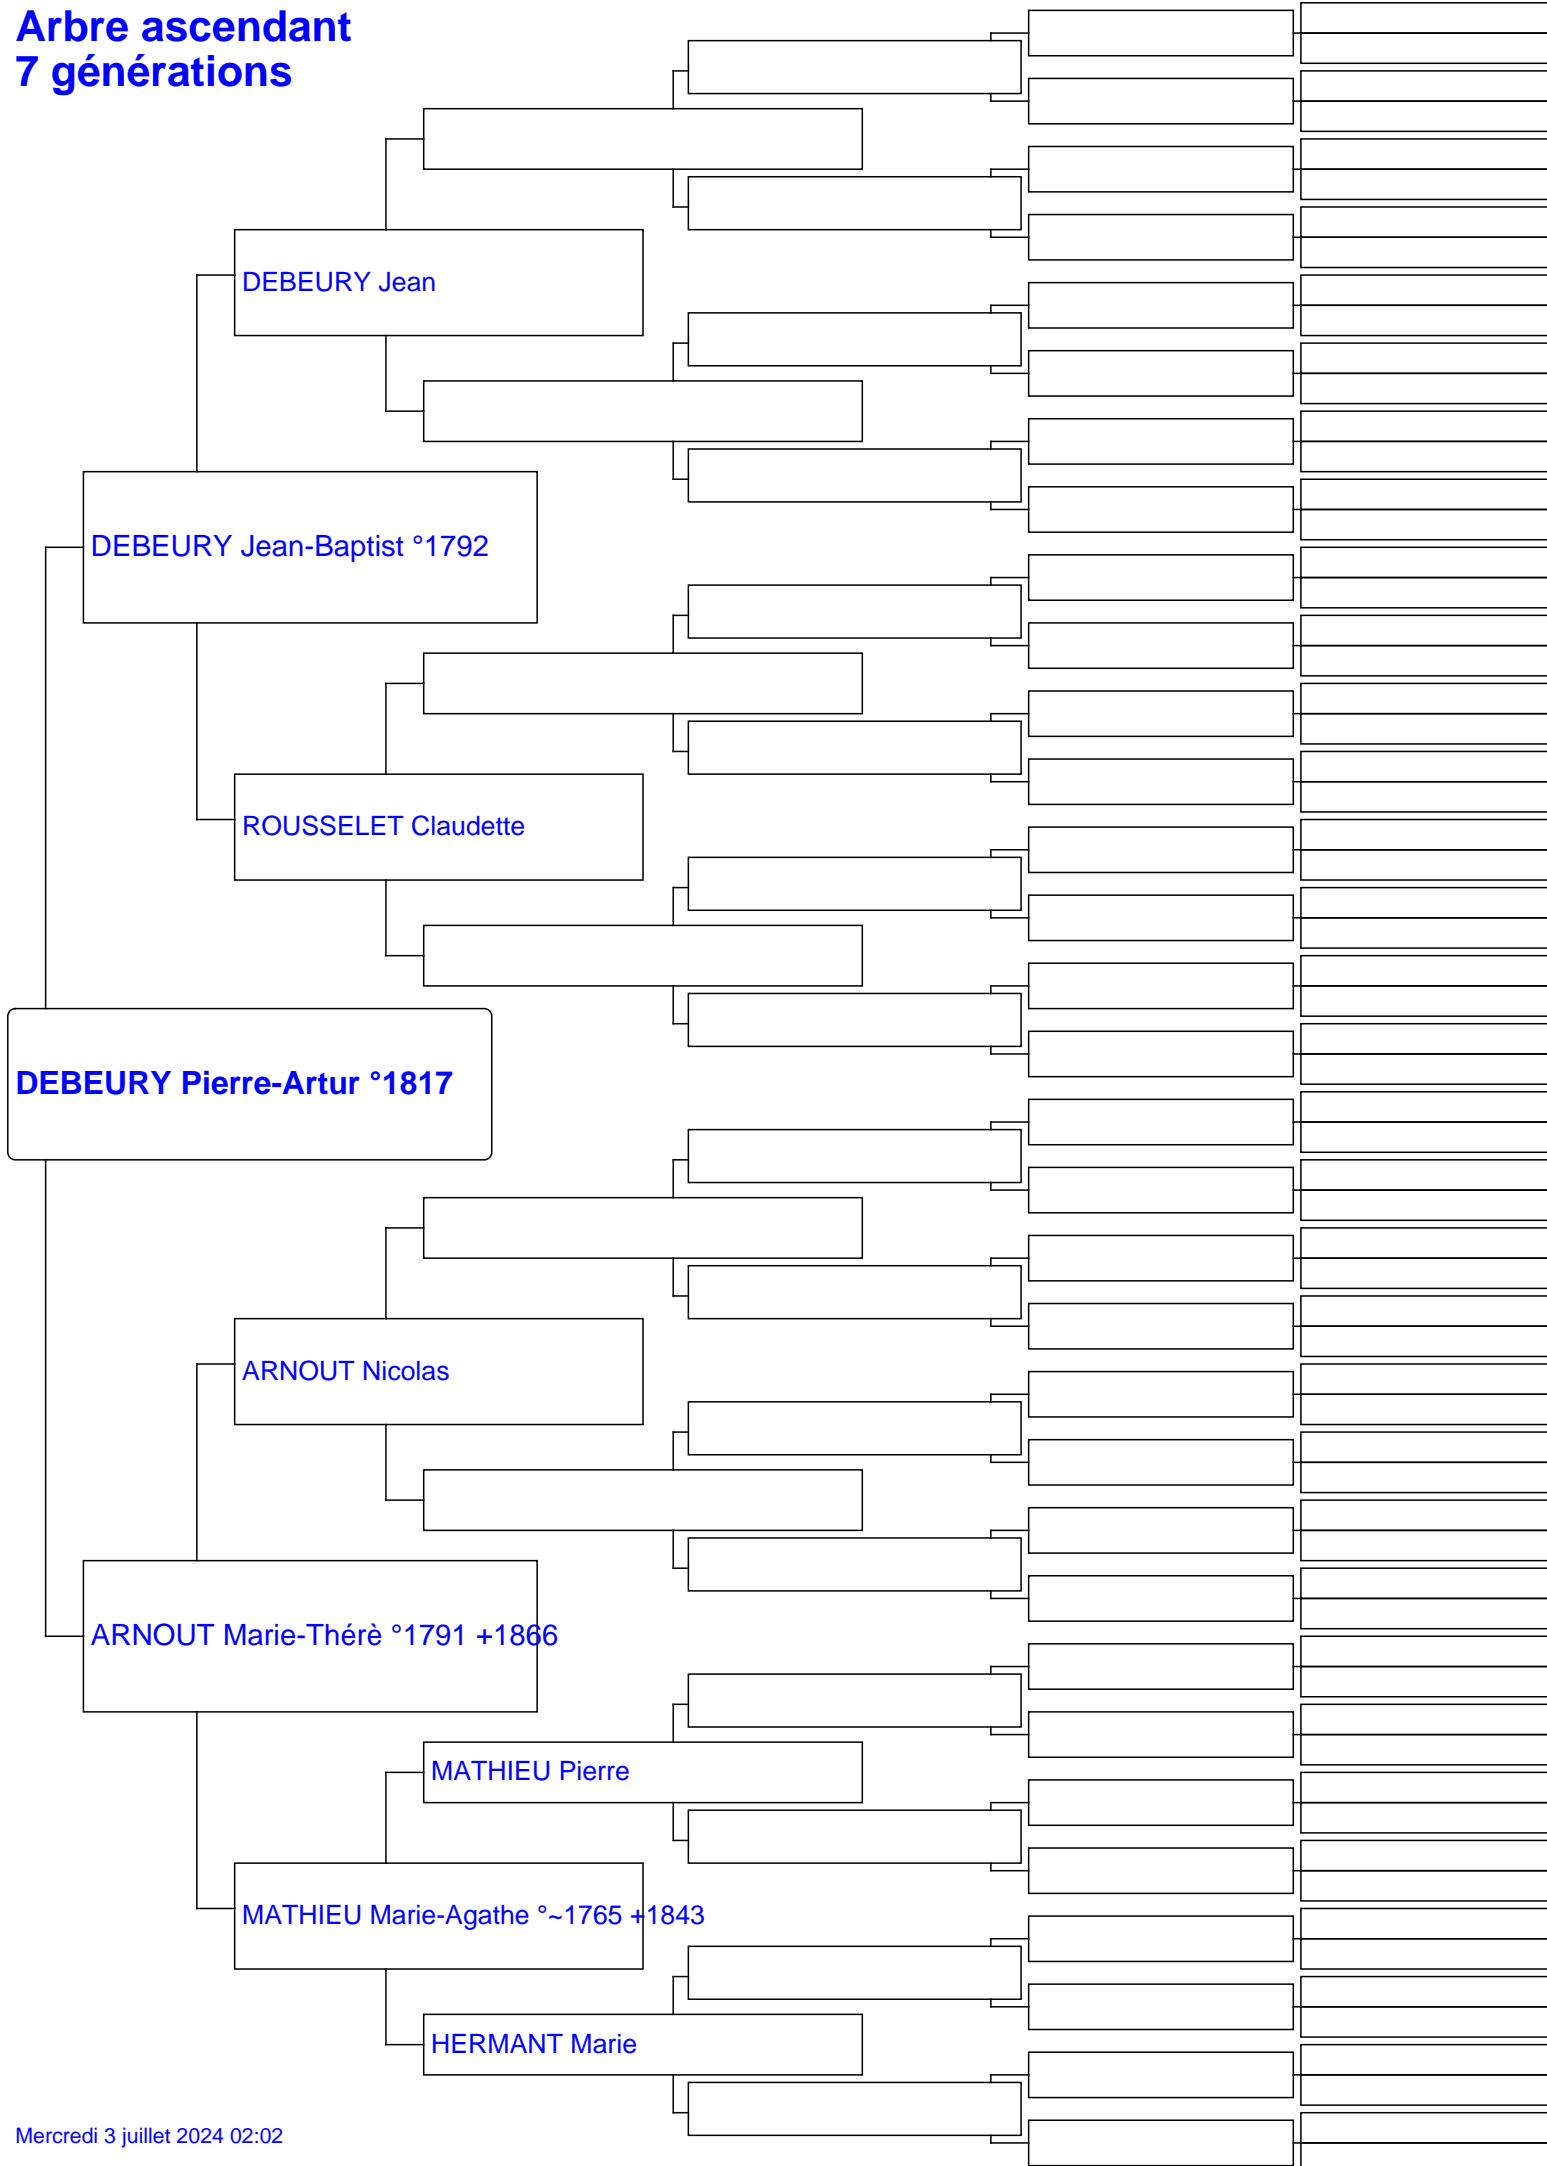 Arbre ascendant
7 générations
DEBEURY Jean
DEBEURY Jean-Baptist °1792
ROUSSELET Claudette
DEBEURY Pierre-Artur °1817
ARNOUT Nicolas
ARNOUT Marie-Thérè °1791 +1866
MATHIEU Pierre
MATHIEU Marie-Agathe °~1765 +1843
HERMANT Marie
Mercredi 3 juillet 2024 02:02